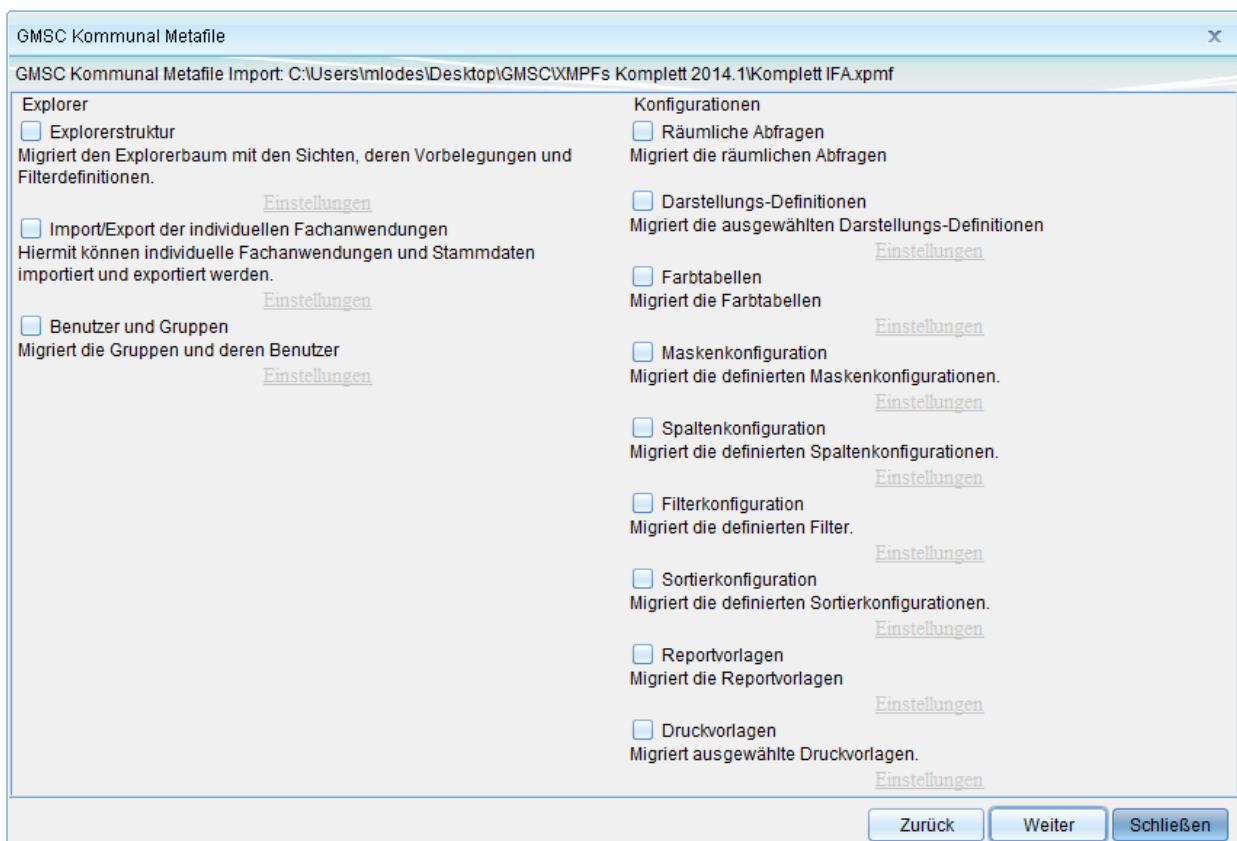 GMSC Kommunal Metafile
x
GMSC Kommunal Metafile Import: C:\Users\mlodes\Desktop\GMSC\XMPFs Komplett 2014.1\Komplett IFA.xpmf
Explorer
Explorerstruktur
Migriert den Explorerbaum mit den Sichten, deren Vorbelegungen und
Filterdefinitionen.
Einstellungen
Import/Export der individuellen Fachanwendungen
Hiermit können individuelle Fachanwendungen und Stammdaten
importiert und exportiert werden.
Einstellungen
Benutzer und Gruppen
Migriert die Gruppen und deren Benutzer
Einstellungen
Konfigurationen
Räumliche Abfragen
Migriert die räumlichen Abfragen
Darstellungs-Definitionen
Migriert die ausgewählten Darstellungs-Definitionen
Einstellungen
Farbtabellen
Migriert die Farbtabellen
Einstellungen
Maskenkonfiguration
Migriert die definierten Maskenkonfigurationen.
Einstellungen
Spaltenkonfiguration
Migriert die definierten Spaltenkonfigurationen.
Einstellungen
Filterkonfiguration
Migriert die definierten Filter.
Einstellungen
Sortierkonfiguration
Migriert die definierten Sortierkonfigurationen.
Einstellungen
Reportvorlagen
Migriert die Reportvorlagen
Einstellungen
Druckvorlagen
Migriert ausgewählte Druckvorlagen.
Einstellungen
Zurück
Weiter
Schließen